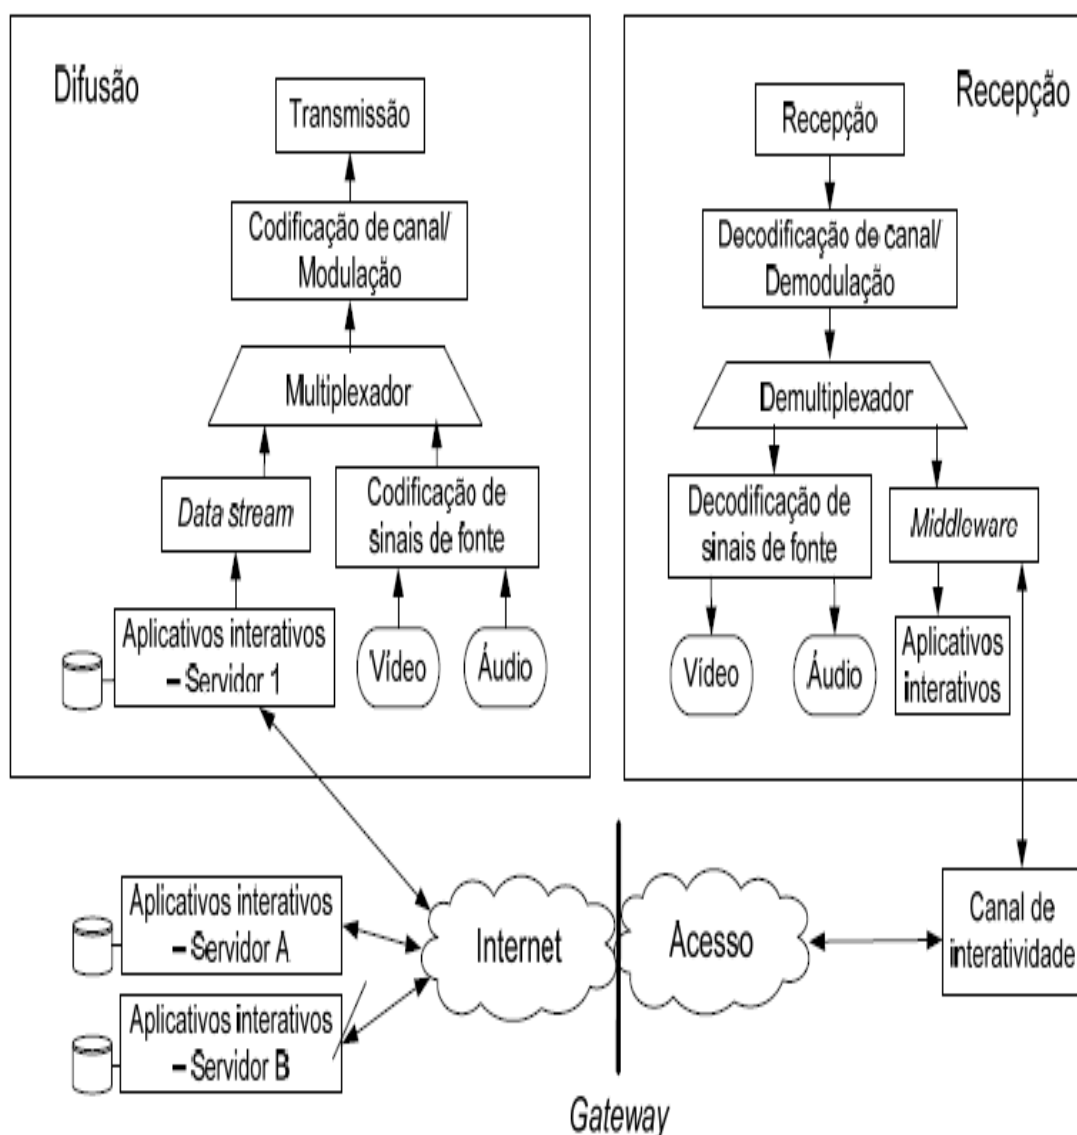 Difusão
Transmissão
Codificação de canal/
Modulação
Multiplexador
Data stream
Codificação de
sinais de fonte
Aplicativos interativos
– Servidor 1
Vídeo
Áudio
Recepção
Recepção
Decodificação de canal/
Demodulação
Demultiplexador
Decodificação de
sinais de fonte
Middleware
Vídeo
Áudio
Aplicativos
interativos
Aplicativos interativos
– Servidor A
Aplicativos interativos
– Servidor B
Internet
Acesso
Canal de
interatividade
Gateway